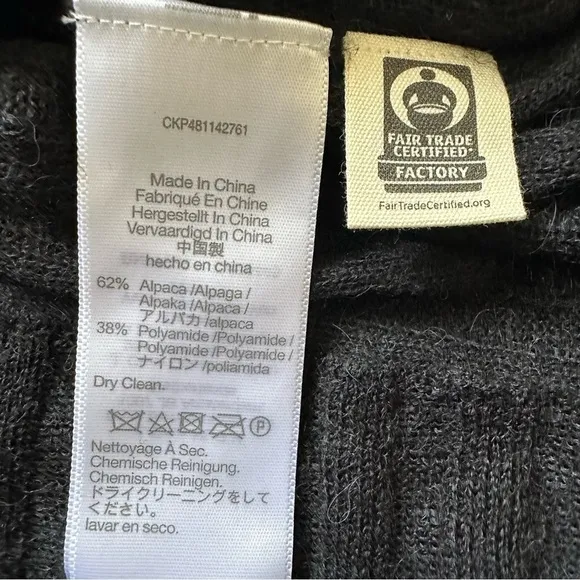 CKP481142761
Made In China
Fabriqué En Chine
Hergestellt In China
Vervaardigd In China
中国製
hecho en china
62% Alpaca /Alpaga /
Alpaka /Alpaca /
アルパカ /alpaca
38% Polyamide /Polyamide /
Polyamide /Polyamide /
ナイロン /poliamida
Dry Clean.
P
Nettoyage À Sec.
Chemische Reinigung.
Chemisch Reinigen.
ドライクリーニングをして
ください。
lavar en seco.
FAIR TRADE
CERTIFIED
FACTORY
FairTradeCertified.org